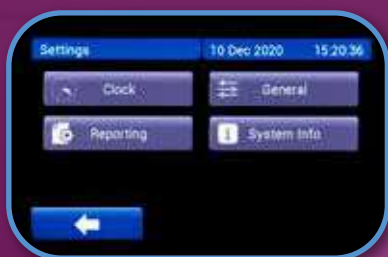 Settings 10 Dec 2020 15:20:36
Clock General
Reporting System Info